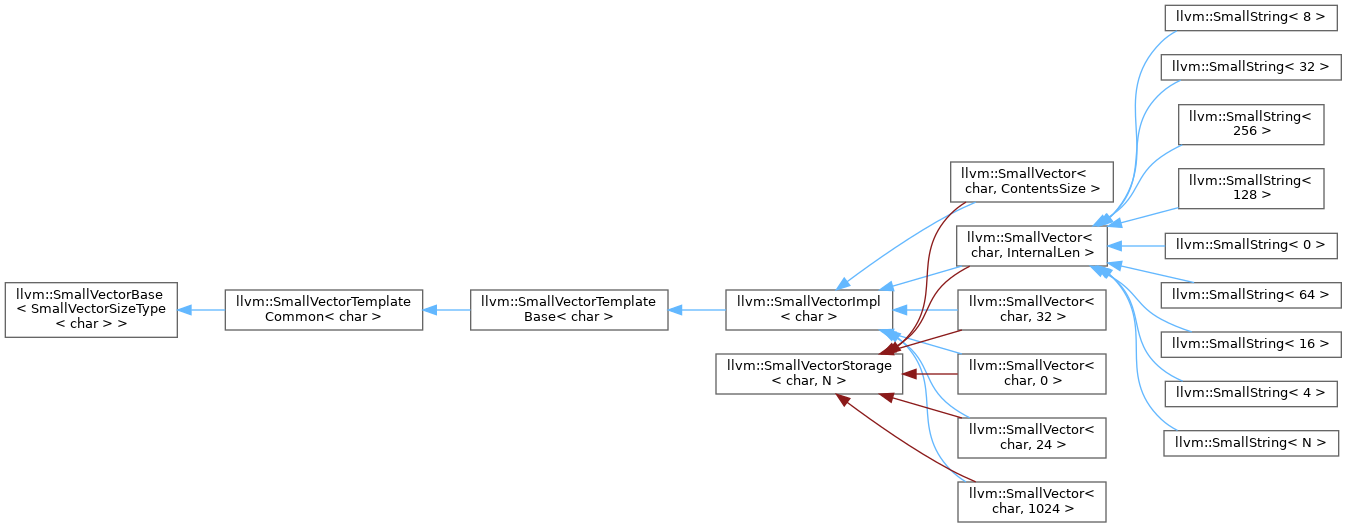 llvm::SmallString< 8 >
llvm::SmallString< 32 >
llvm::SmallString<
256 >
llvm::SmallVector<
char, ContentsSize >
llvm::SmallString<
128 >
llvm::SmallVector<
char, InternalLen >
llvm::SmallString< 0 >
llvm::SmallVectorBase
< SmallVectorSizeType
< char > >
llvm::SmallVectorTemplate
Common< char >
llvm::SmallVectorTemplate
Base< char >
llvm::SmallVectorImpl
< char >
llvm::SmallVector<
char, 32 >
llvm::SmallString< 64 >
llvm::SmallString< 16 >
llvm::SmallVectorStorage
< char, N >
llvm::SmallVector<
char, 0 >
llvm::SmallString< 4 >
llvm::SmallVector<
char, 24 >
llvm::SmallString< N >
llvm::SmallVector<
char, 1024 >